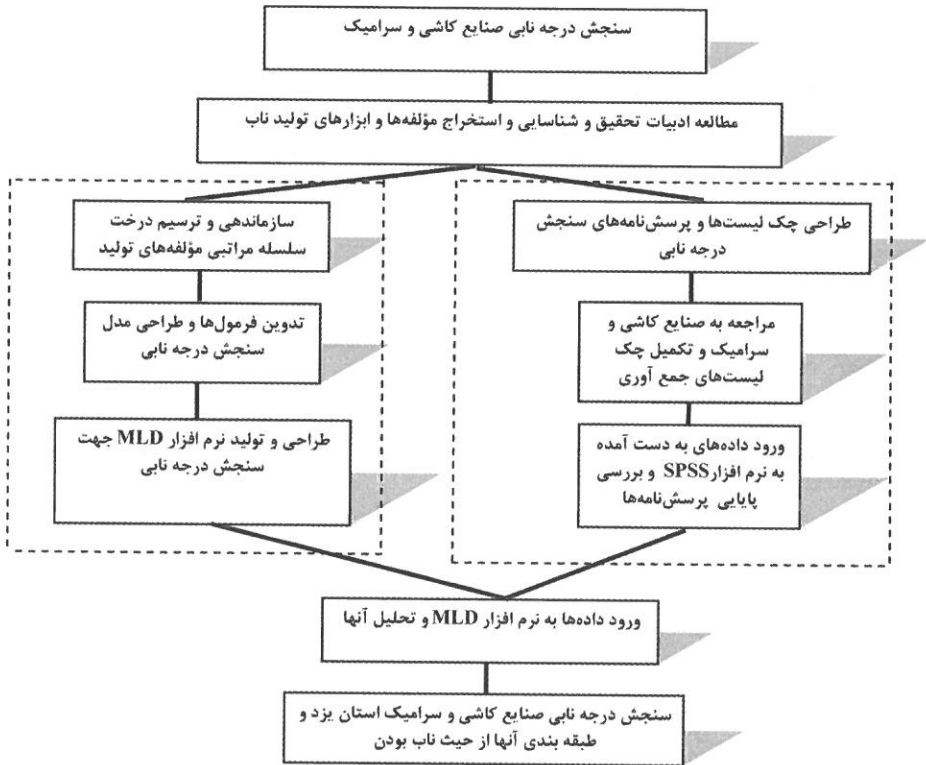 سنجش درجه نابی صنایع کاشی و سرامیک
مطالعه ادبیات تحقیق و شناسایی و استخراج مؤلفه‌ها و ابزارهای تولید ناب
طراحی چک لیست‌ها و پرسش‌نامه‌های سنجش
درجه نابی
مراجعه به صنایع کاشی و
سرامیک و تکمیل چک
لیست‌های جمع آوری
ورود داده‌های به دست آمده
به نرم افزار SPSS و بررسی
پایایی پرسش‌نامه‌ها
سازماندهی و ترسیم درخت
سلسله مراتبی مؤلفه‌های تولید
تدوین فرمول‌ها و طراحی مدل
سنجش درجه نابی
طراحی و تولید نرم افزار MLD جهت
سنجش درجه نابی
ورود داده‌ها به نرم افزار MLD و تحلیل آنها
سنجش درجه نابی صنایع کاشی و سرامیک استان یزد و
طبقه بندی آنها از حیث ناب بودن